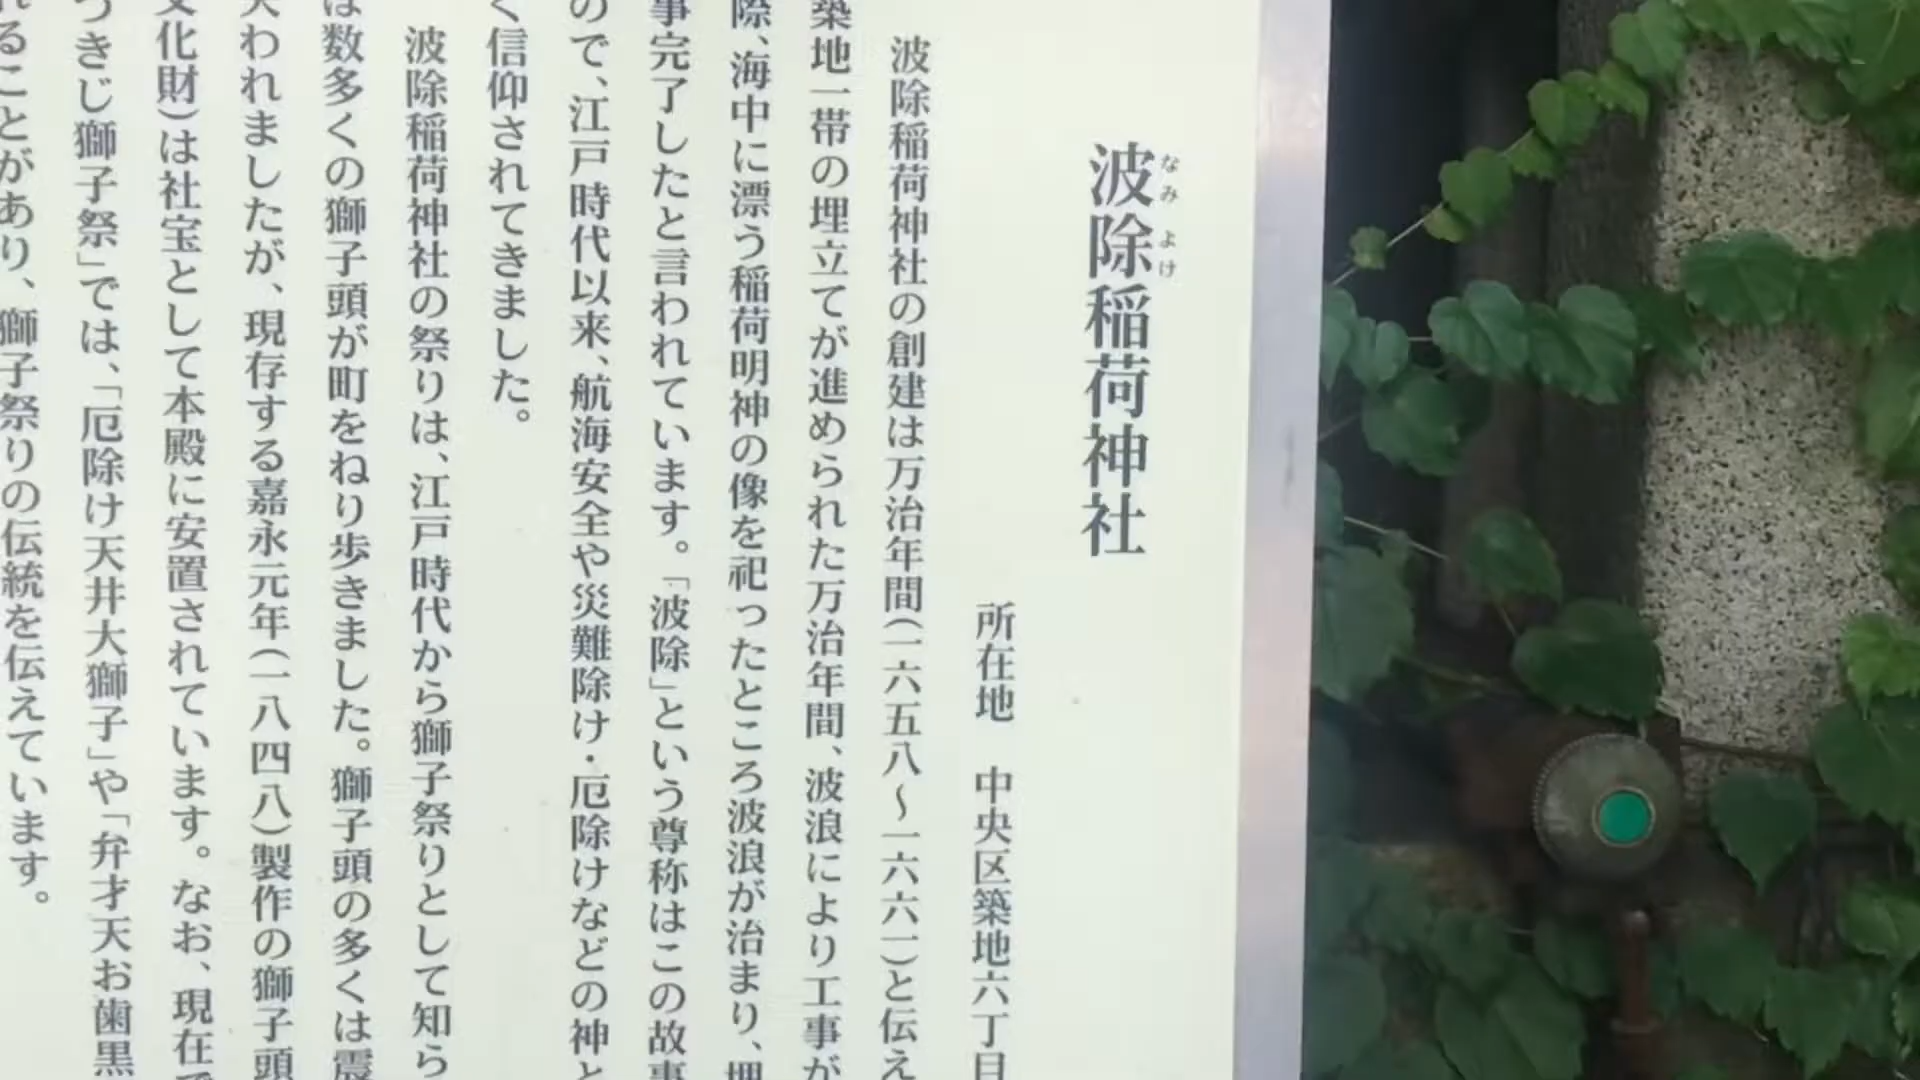 波除稲荷神社
なみよけ
所在地 中央区築地六丁目
波除稲荷神社の創建は万治年間(一六五八〜一六六一)と伝え
築地一帯の埋立てが進められた万治年間、波浪により工事が
際、海中に漂う稲荷明神の像を祀ったところ波浪が治まり、埋
事完了したと言われています。「波除」という尊称はこの故事
ので、江戸時代以来、航海安全や災難除け・厄除けなどの神と
く信仰されてきました。
波除稲荷神社の祭りは、江戸時代から獅子祭りとして知ら
は数多くの獅子頭が町をねり歩きました。獅子頭の多くは震
失われましたが、現存する嘉永元年(一八四八)製作の獅子頭
文化財)は社宝として本殿に安置されています。なお、現在で
つきじ獅子祭」では、「厄除け天井大獅子」や「弁才天お歯黒
れることがあり、獅子祭りの伝統を伝えています。